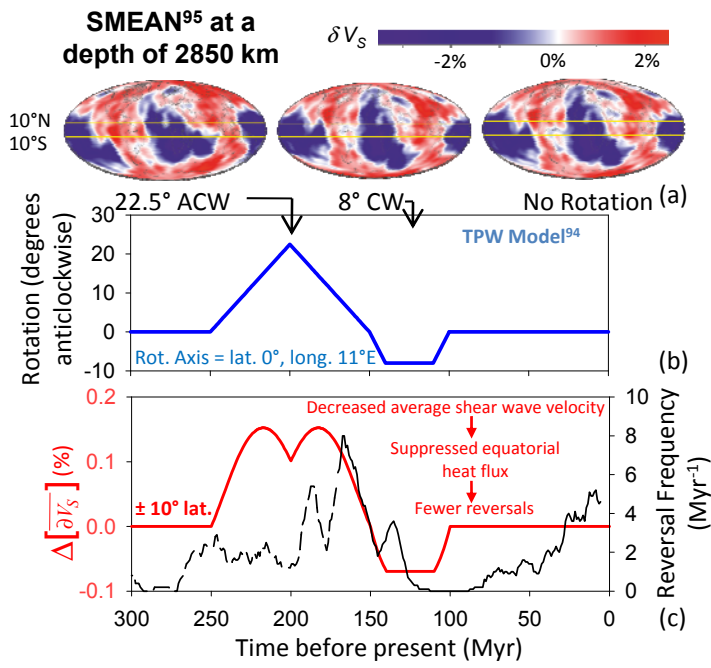 SMEAN⁹⁵ at a
depth of 2850 km
δVₛ
-2% 0% 2%
10°N
10°S
22.5° ACW 8° CW No Rotation
(a)
Rotation (degrees
anticlockwise)
30
20
10
0
-10
TPW Model⁹⁴
Rot. Axis = lat. 0°, long. 11°E
(b)
Δ[∂Vₛ] (%)
0.2
0.1
0.0
-0.1
± 10° lat.
Decreased average shear wave velocity
Suppressed equatorial
heat flux
Fewer reversals
10
8
6
4
2
0
Reversal Frequency
(Myr⁻¹)
(c)
300 250 200 150 100 50 0
Time before present (Myr)